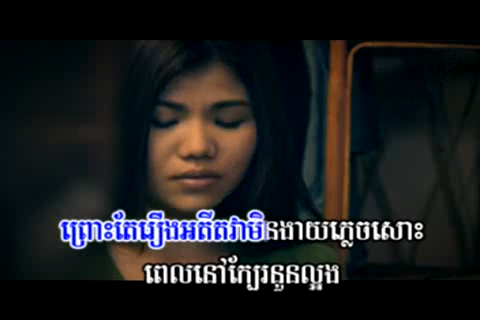 ព្រោះតែរឿងអតីតវាមិនងាយភ្លេចសោះ
ពេលនៅក្បែរនួនល្អង